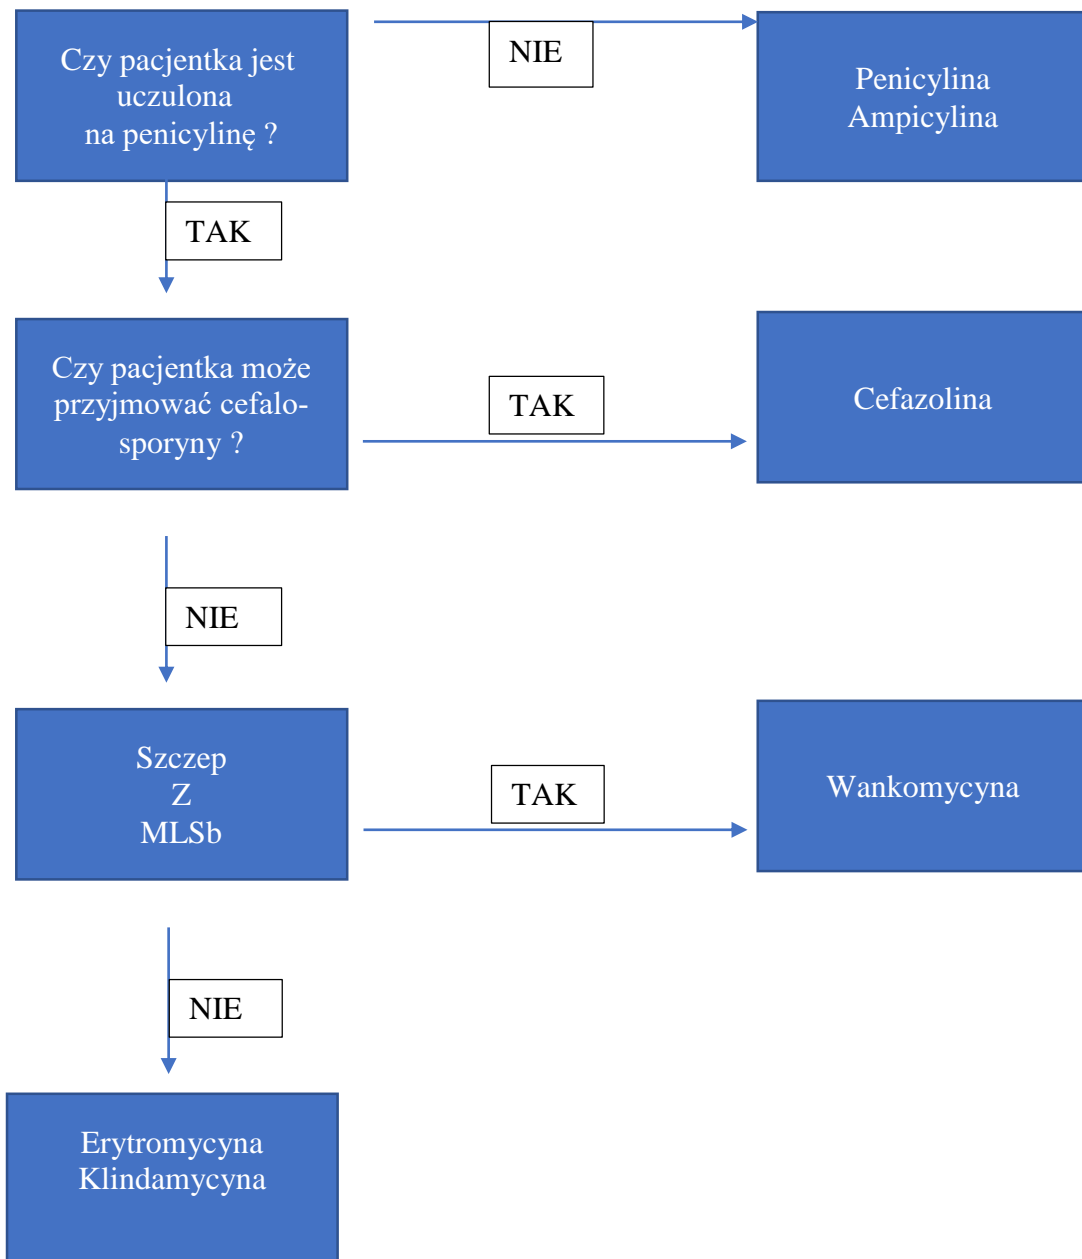 Czy pacjentka jest
uczulona
na penicylinę ?
NIE
Penicylina
Ampicylina
TAK
Czy pacjentka może
przyjmować cefalo-
sporyny ?
TAK
Cefazolina
NIE
Szczep
Z
MLSb
TAK
Wankomycyna
NIE
Erytromycyna
Klindamycyna